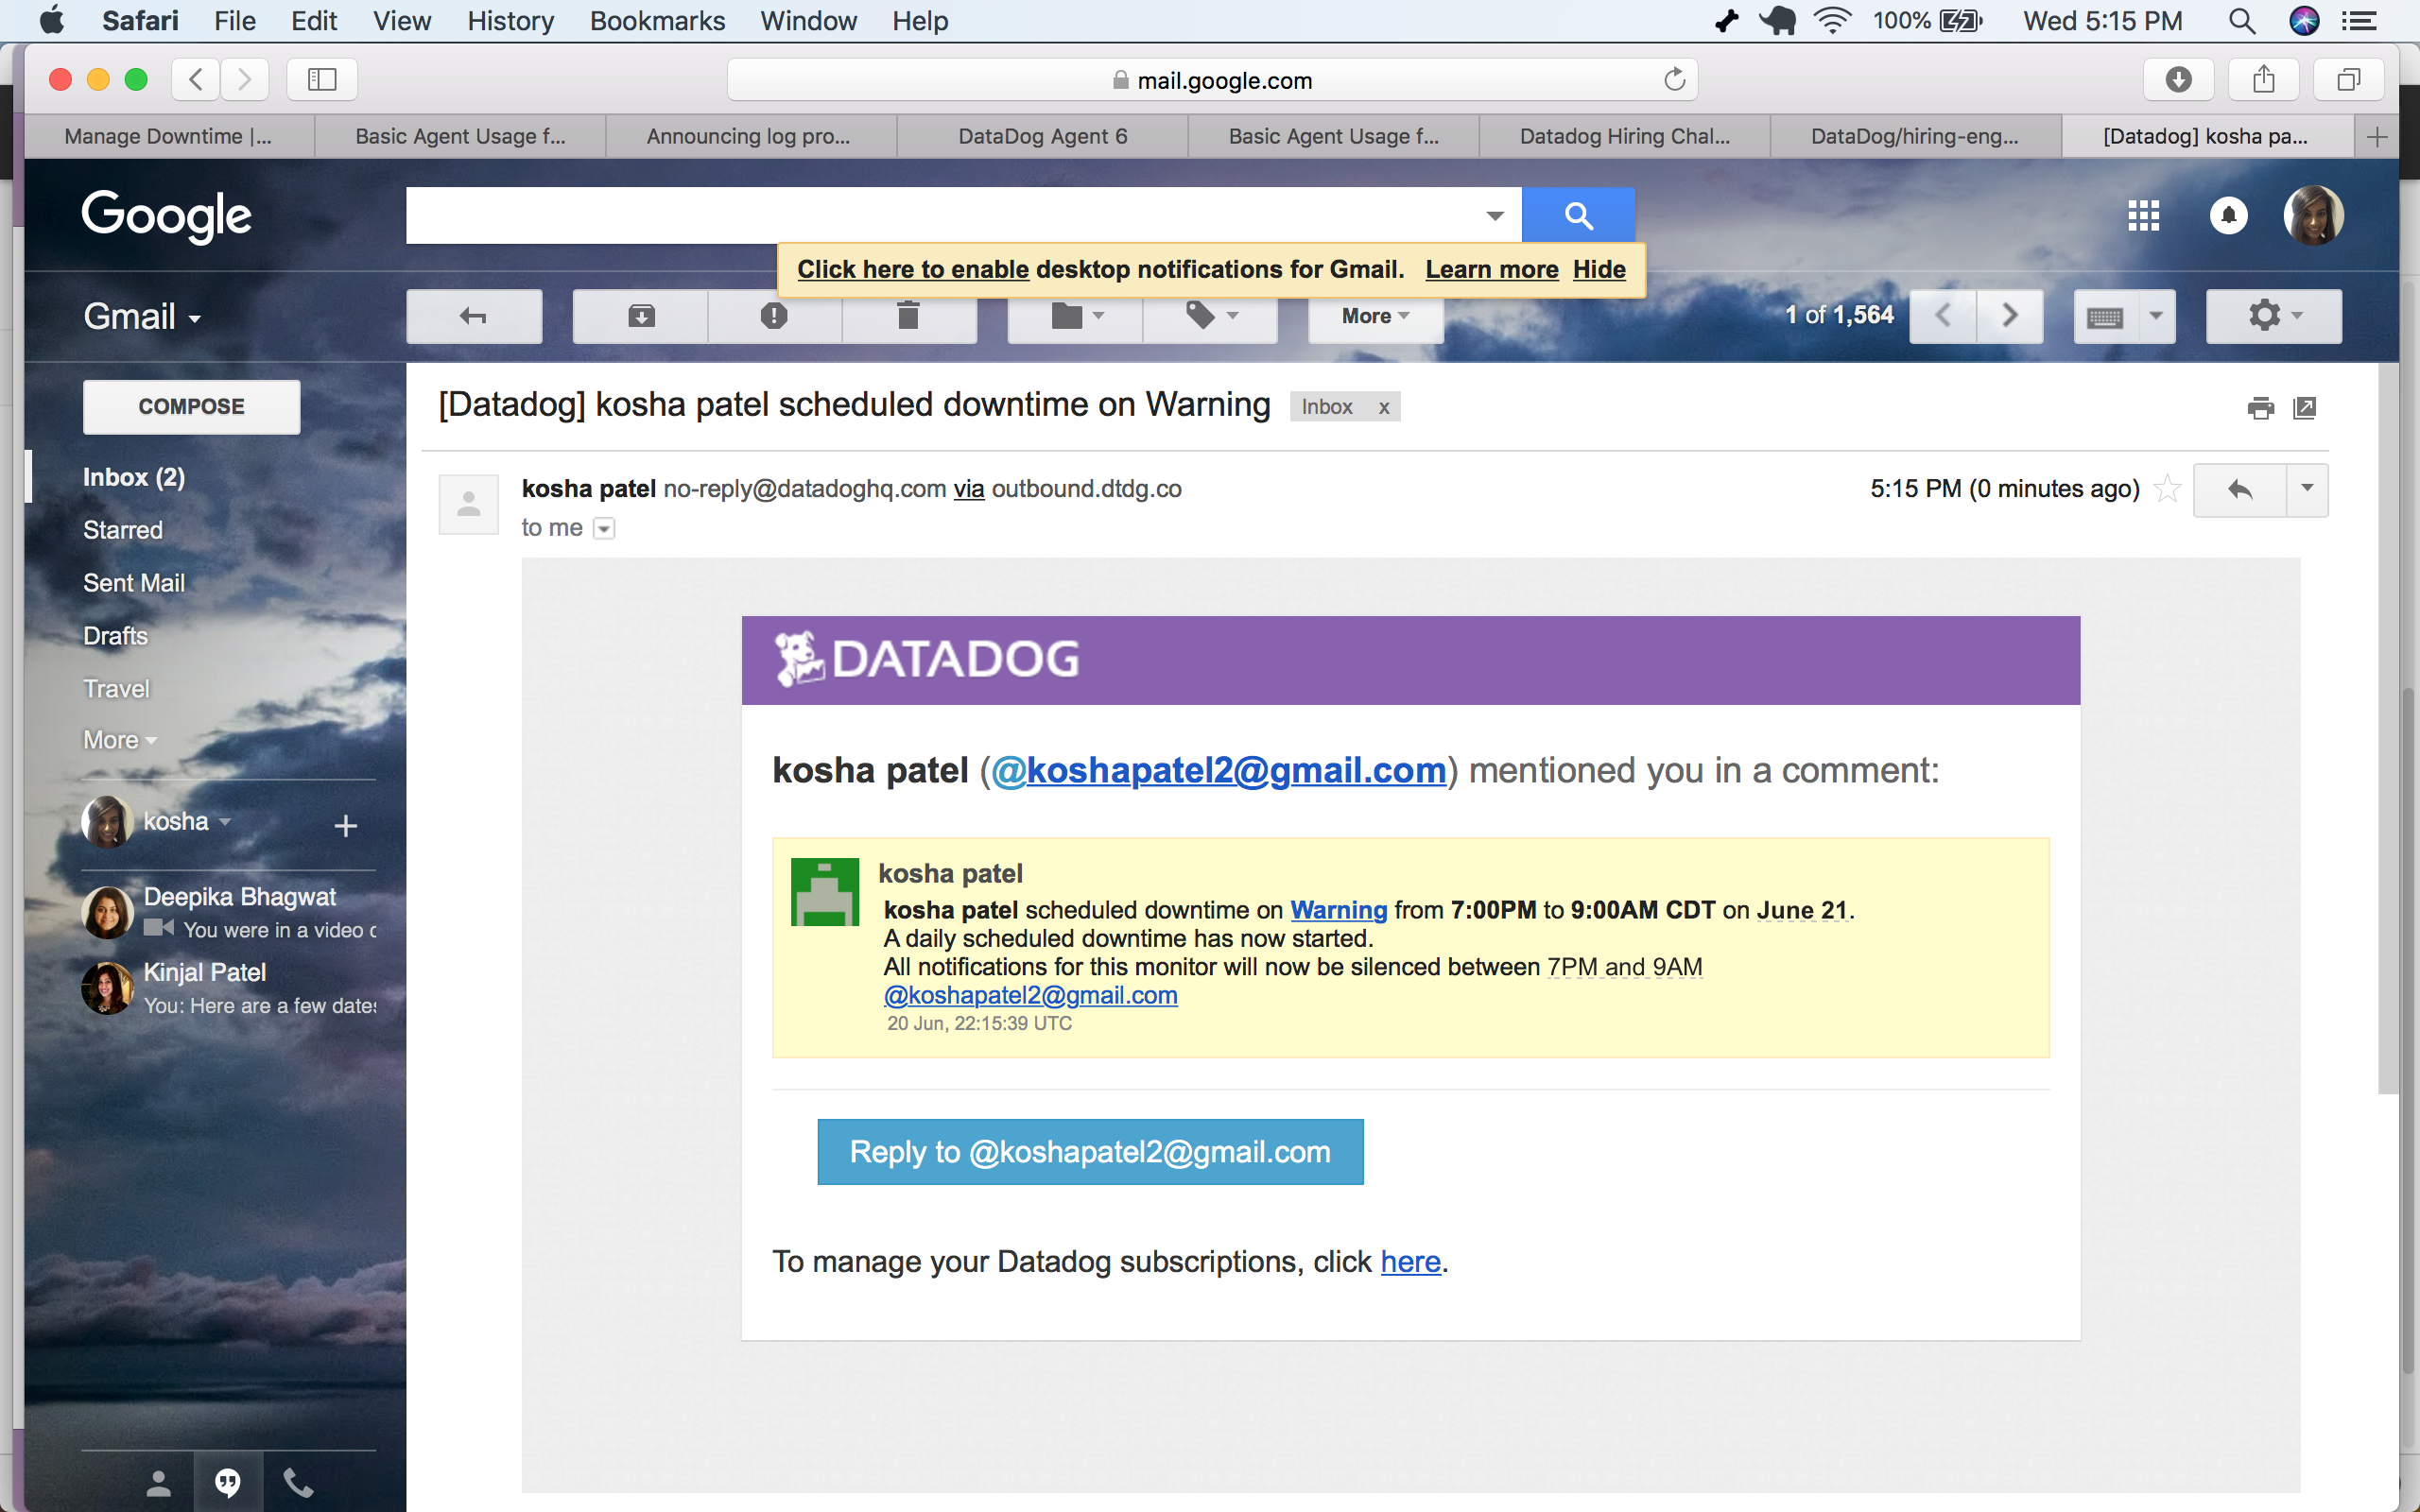 Safari File Edit View History Bookmarks Window Help 100% Wed 5:15 PM
mail.google.com
Manage Downtime |... Basic Agent Usage f... Announcing log pro... DataDog Agent 6 Basic Agent Usage f... Datadog Hiring Chal... DataDog/hiring-eng... [Datadog] kosha pa...
Google
Click here to enable desktop notifications for Gmail. Learn more Hide
Gmail More 1 of 1,564
COMPOSE
Inbox (2)
Starred
Sent Mail
Drafts
Travel
More
kosha
Deepika Bhagwat
You were in a video c
Kinjal Patel
You: Here are a few dates
[Datadog] kosha patel scheduled downtime on Warning Inbox x
kosha patel no-reply@datadoghq.com via outbound.dtdg.co 5:15 PM (0 minutes ago)
to me
DATADOG
kosha patel (@koshapatel2@gmail.com) mentioned you in a comment:
kosha patel
kosha patel scheduled downtime on Warning from 7:00PM to 9:00AM CDT on June 21.
A daily scheduled downtime has now started.
All notifications for this monitor will now be silenced between 7PM and 9AM
@koshapatel2@gmail.com
20 Jun, 22:15:39 UTC
Reply to @koshapatel2@gmail.com
To manage your Datadog subscriptions, click here.